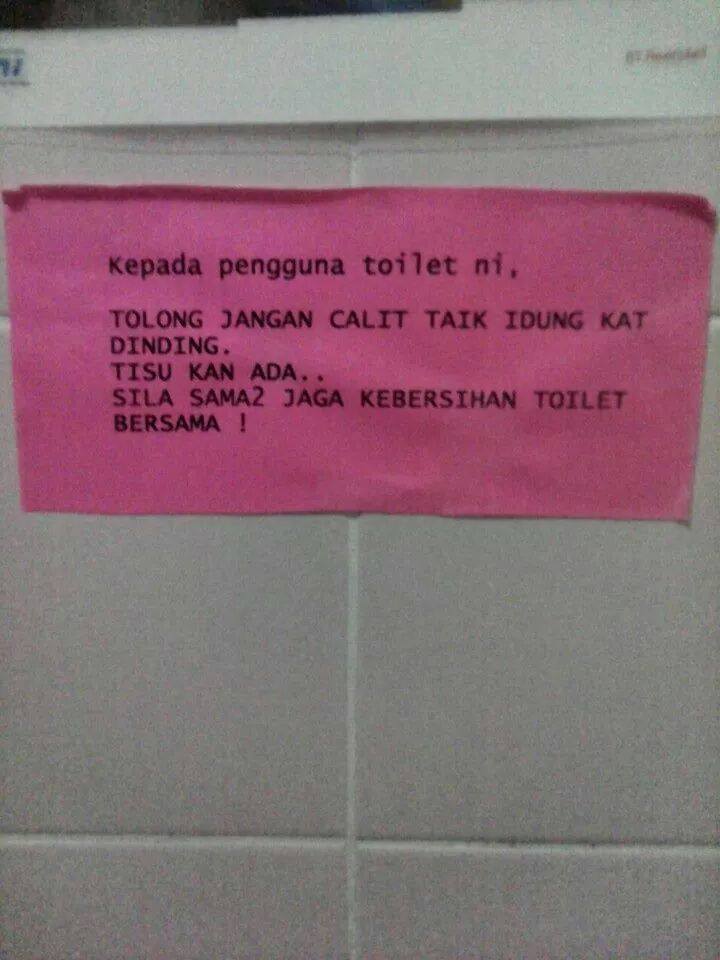 Kepada pengguna toilet ni,
TOLONG JANGAN CALIT TAIK IDUNG KAT
DINDING.
TISU KAN ADA..
SILA SAMA2 JAGA KEBERSIHAN TOILET
BERSAMA !